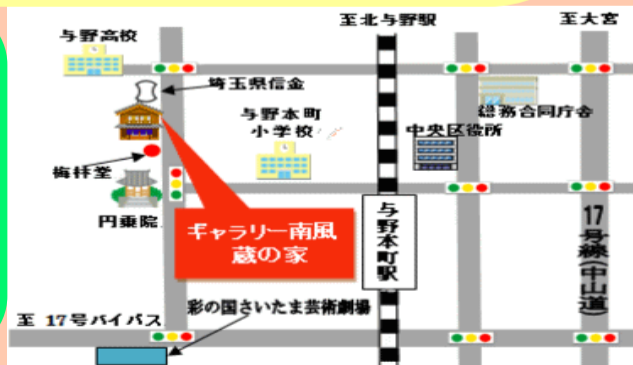 至北与野駅
至大宮
与野高校
埼玉県信金
与野本町
小学校
総務合同庁舎
中央区役所
梅林堂
円乗院
ギャラリー南風
蔵の家
与野本町駅
17号線(中山道)
彩の国さいたま芸術劇場
至 17号バイパス